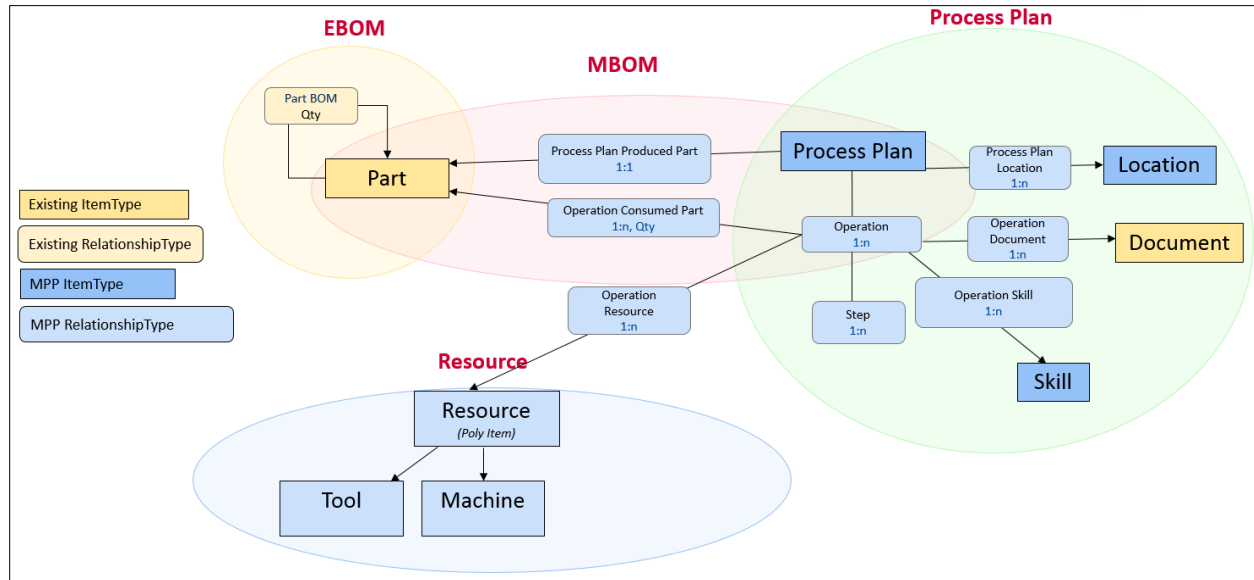 EBOM
MBOM
Process Plan
Part BOM
Qty
Part
Process Plan Produced Part
1:1
Operation Consumed Part
1:n, Qty
Process Plan
Process Plan
Location
1:n
Location
Operation
1:n
Operation
Document
1:n
Document
Existing ItemType
Existing RelationshipType
MPP ItemType
MPP RelationshipType
Operation
Resource
1:n
Step
1:n
Operation Skill
1:n
Skill
Resource
Resource
(Poly Item)
Tool
Machine